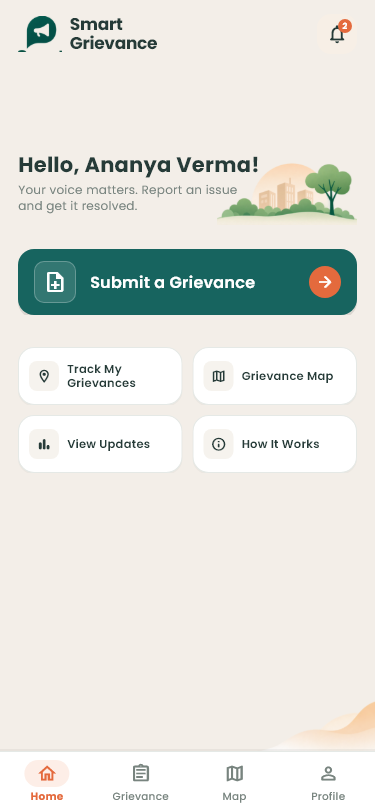 Smart
Grievance
2
Hello, Ananya Verma!
Your voice matters. Report an issue
and get it resolved.
Submit a Grievance
Track My
Grievances
Grievance Map
View Updates
How It Works
Home
Grievance
Map
Profile